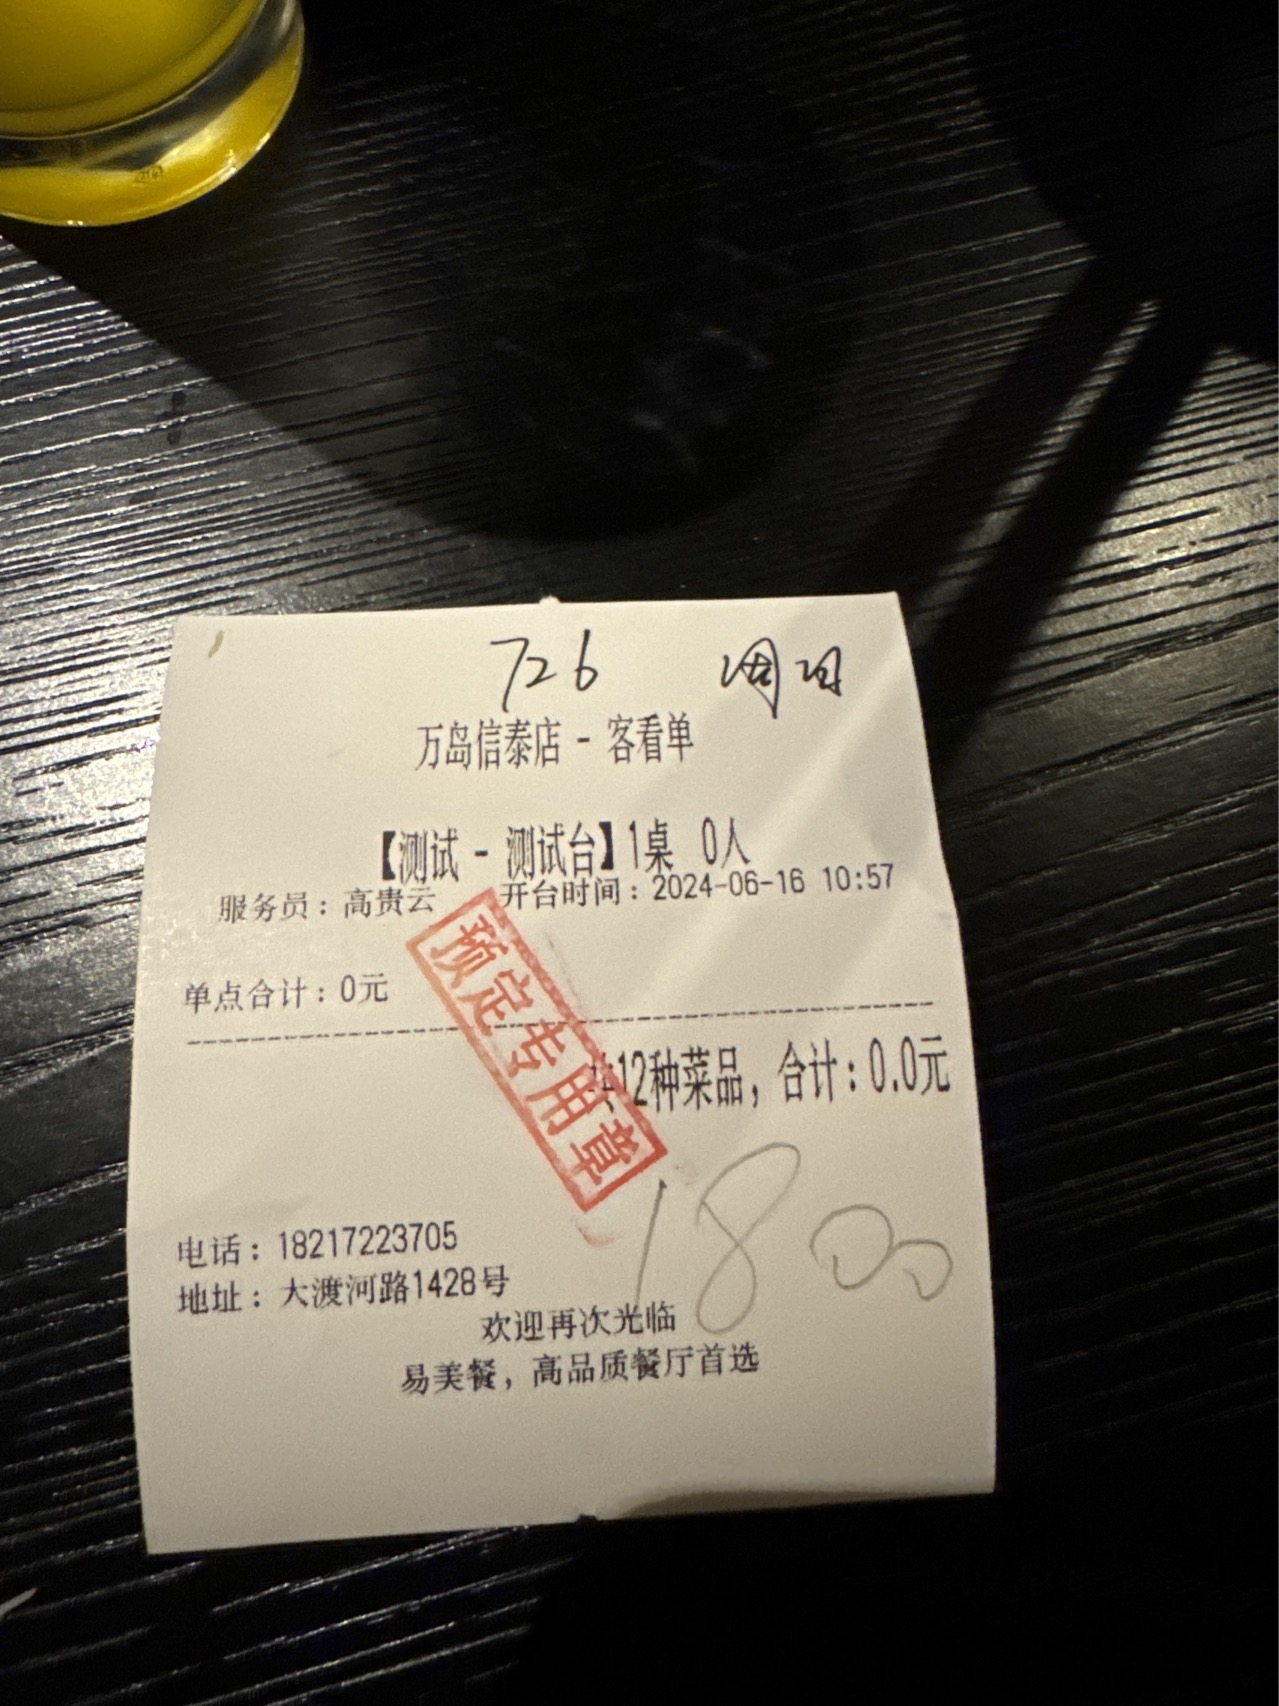 726 周日
万岛信泰店 - 客看单
【测试 - 测试台】1桌 0人
服务员：高贵云 开台时间：2024-06-16 10:57
单点合计：0元
共12种菜品，合计：0.0元
预定专用章
1800
电话：18217223705
地址：大渡河路1428号
欢迎再次光临
易美餐，高品质餐厅首选